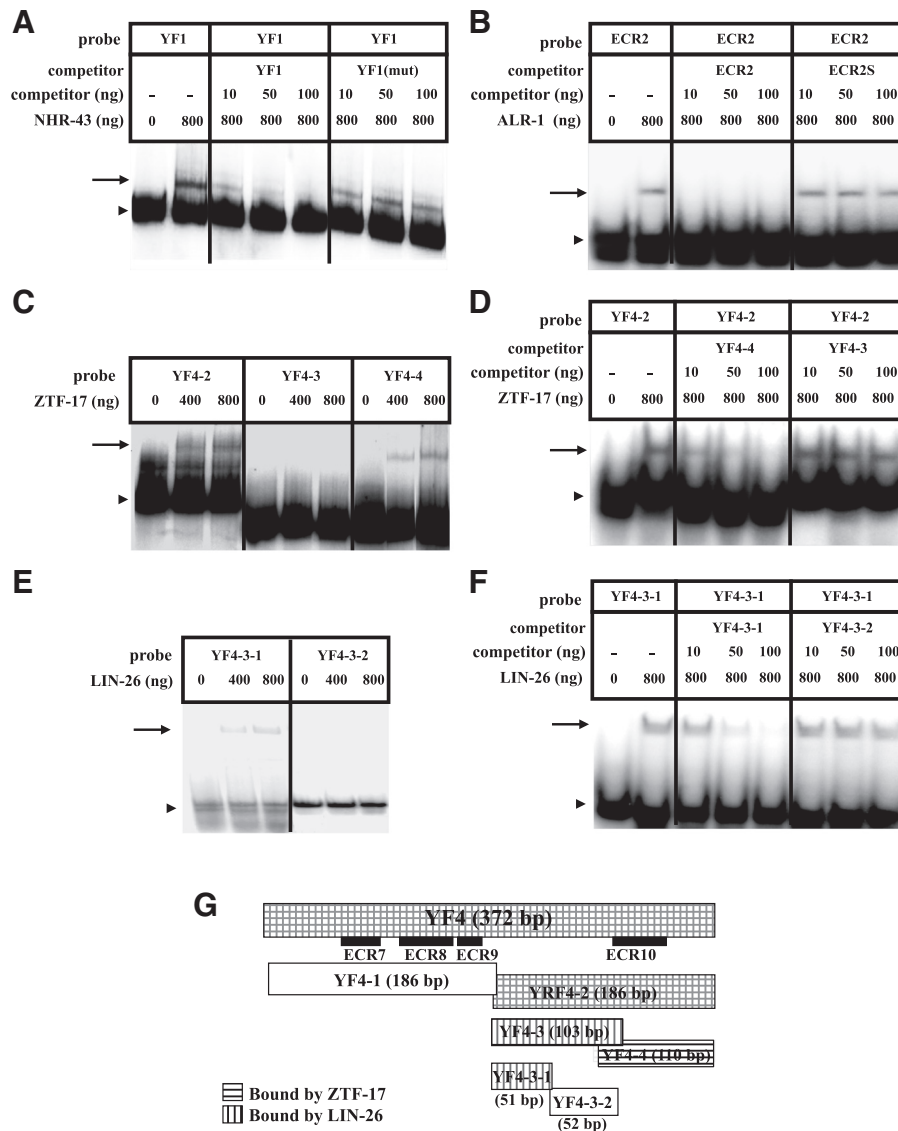 A
probe YF1 YF1 YF1
competitor YF1 YF1(mut)
competitor (ng) – – 10 50 100 10 50 100
NHR-43 (ng) 0 800 800 800 800 800 800 800
B
probe ECR2 ECR2 ECR2
competitor ECR2 ECR2S
competitor (ng) – – 10 50 100 10 50 100
ALR-1 (ng) 0 800 800 800 800 800 800 800
C
probe YF4-2 YF4-3 YF4-4
ZTF-17 (ng) 0 400 800 0 400 800 0 400 800
D
probe YF4-2 YF4-2 YF4-2
competitor YF4-4 YF4-3
competitor (ng) – – 10 50 100 10 50 100
ZTF-17 (ng) 0 800 800 800 800 800 800 800
E
probe YF4-3-1 YF4-3-2
LIN-26 (ng) 0 400 800 0 400 800
F
probe YF4-3-1 YF4-3-1 YF4-3-1
competitor YF4-3-1 YF4-3-2
competitor (ng) – – 10 50 100 10 50 100
LIN-26 (ng) 0 800 800 800 800 800 800 800
G
YF4 (372 bp)
ECR7 ECR8 ECR9 ECR10
YF4-1 (186 bp)
YRF4-2 (186 bp)
YF4-3 (103 bp)
YF4-4 (110 bp)
YF4-3-1
(51 bp)
YF4-3-2
(52 bp)
Bound by ZTF-17
Bound by LIN-26